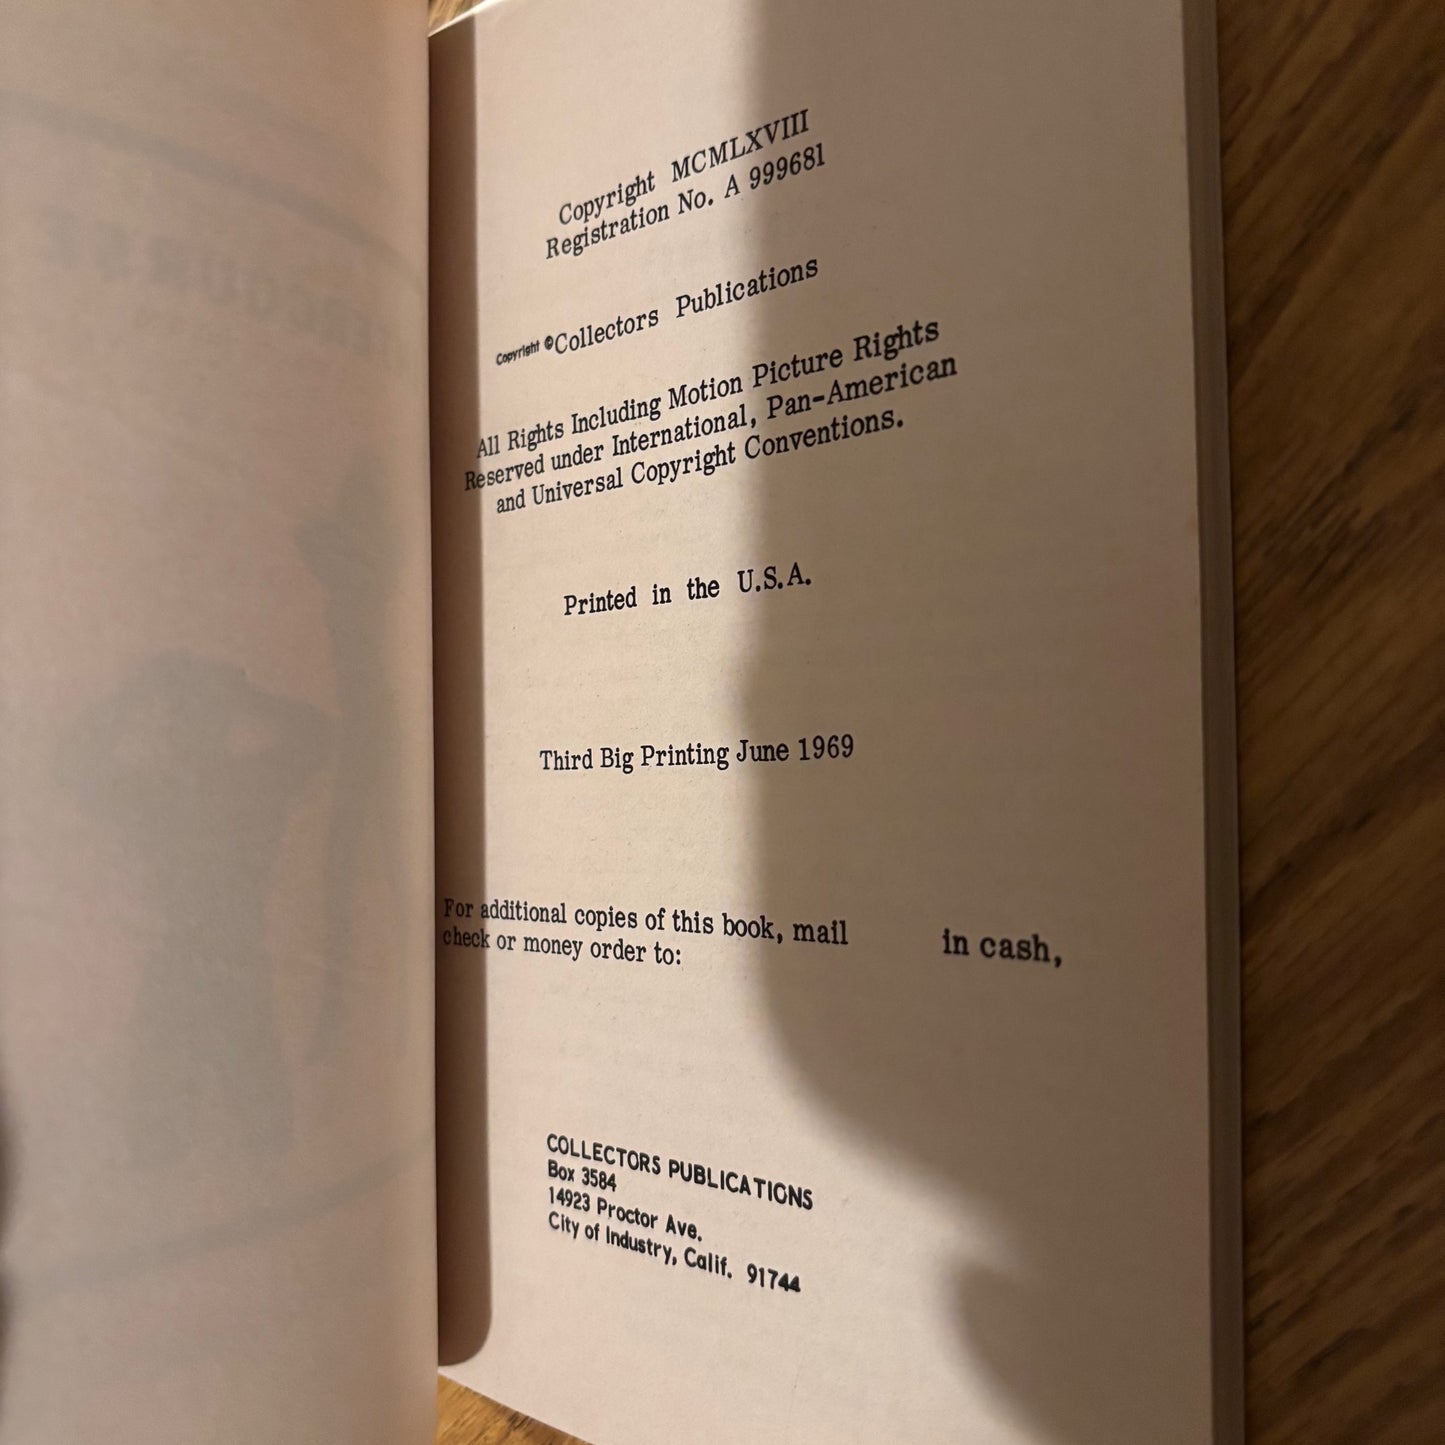 Copyright MCMLXVIII
Registration No. A 999681
Copyright ©Collectors Publications
All Rights Including Motion Picture Rights
Reserved under International, Pan-American
and Universal Copyright Conventions.
Printed in the U.S.A.
Third Big Printing June 1969
For additional copies of this book, mail in cash,
check or money order to:
COLLECTORS PUBLICATIONS
Box 3584
14923 Proctor Ave.
City of Industry, Calif. 91744